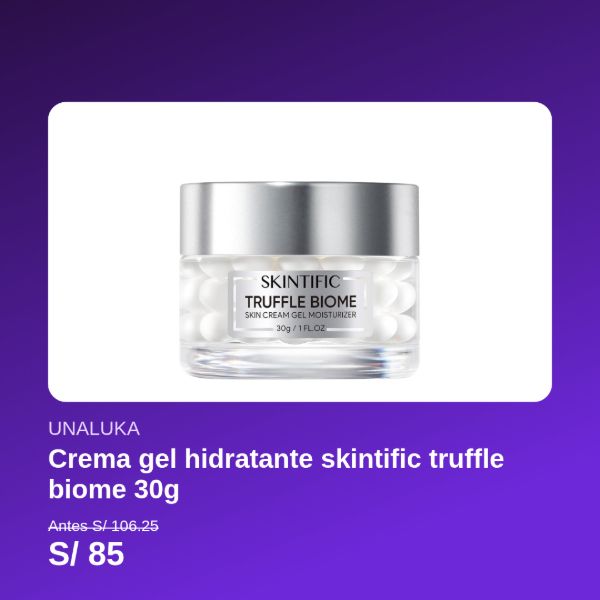 SKINTIFIC
TRUFFLE BIOME
SKIN CREAM GEL MOISTURIZER
30g / 1 FL.OZ
UNALUKA
Crema gel hidratante skintific truffle
biome 30g
Antes S/ 106.25
S/ 85